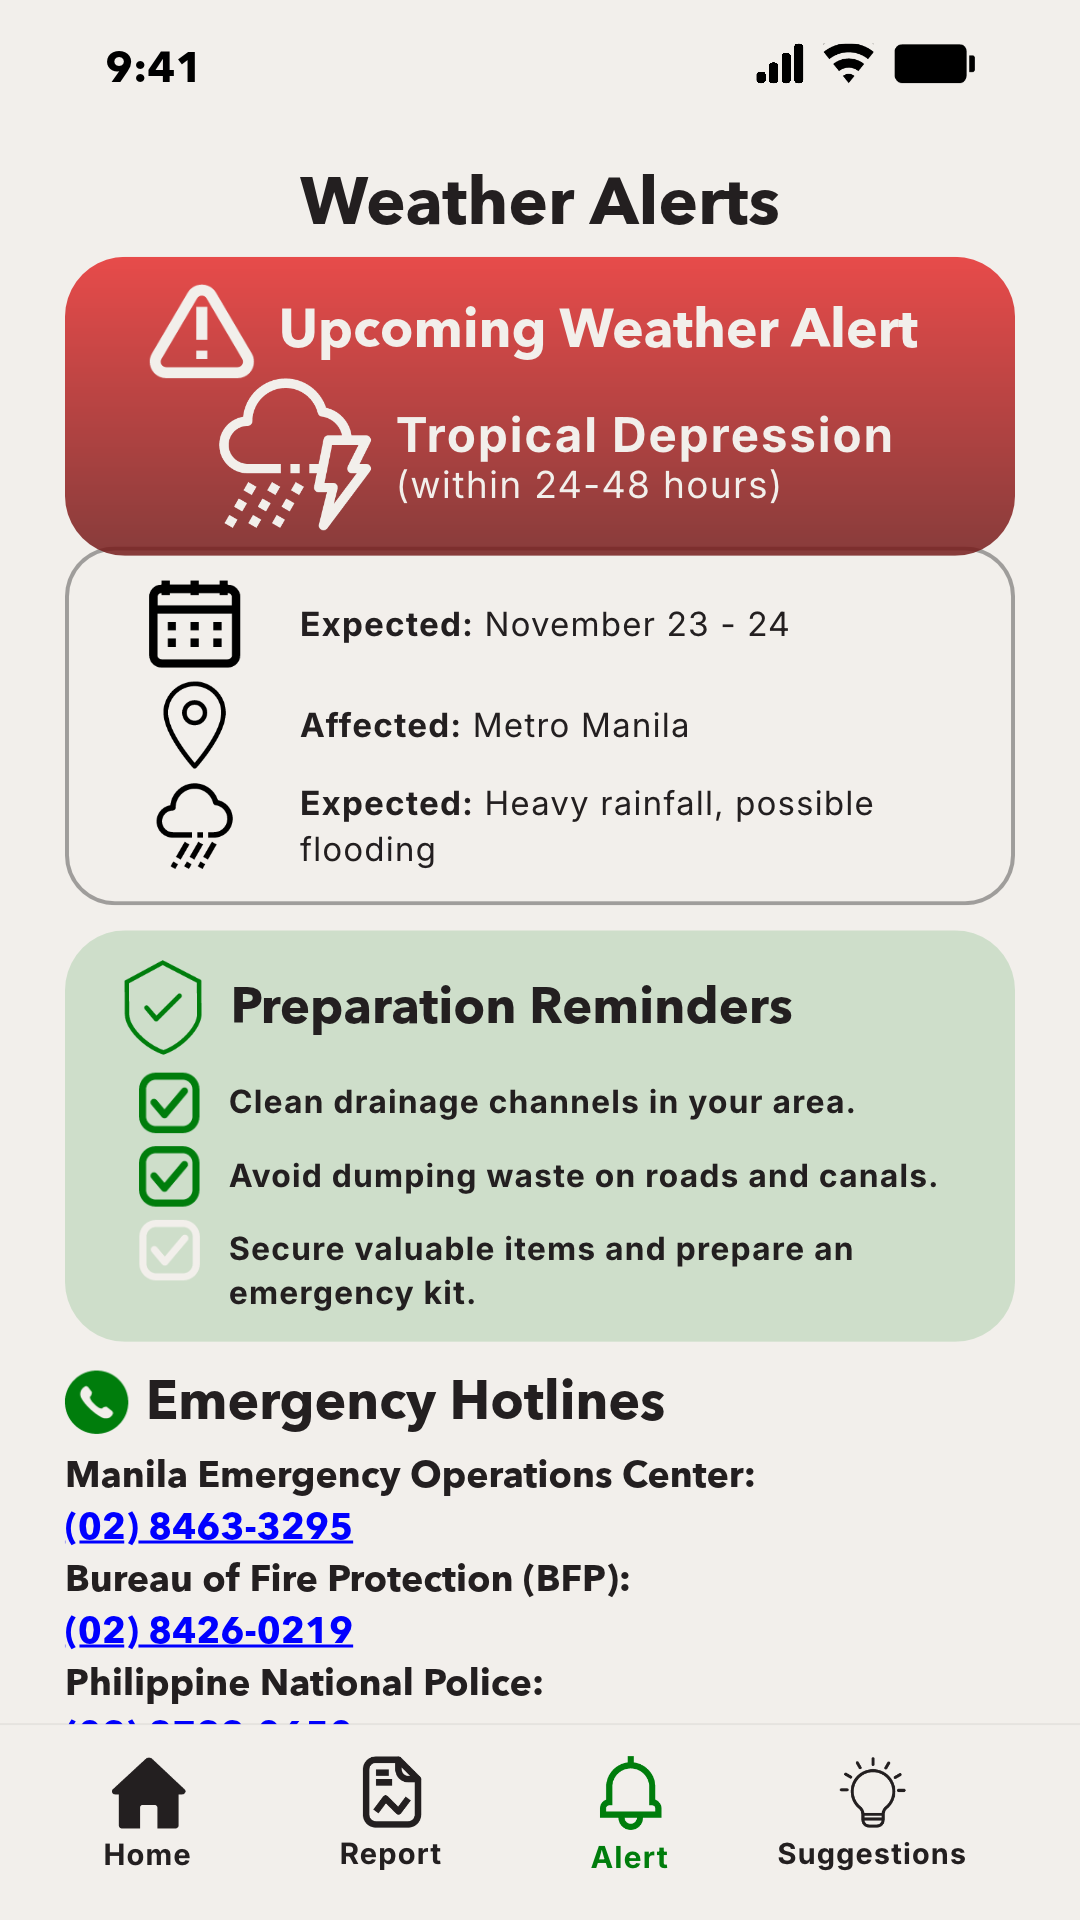 9:41
Weather Alerts
Upcoming Weather Alert
Tropical Depression
(within 24-48 hours)
Expected: November 23 - 24
Affected: Metro Manila
Expected: Heavy rainfall, possible
flooding
Preparation Reminders
Clean drainage channels in your area.
Avoid dumping waste on roads and canals.
Secure valuable items and prepare an
emergency kit.
Emergency Hotlines
Manila Emergency Operations Center:
(02) 8463-3295
Bureau of Fire Protection (BFP):
(02) 8426-0219
Philippine National Police:
Home
Report
Alert
Suggestions